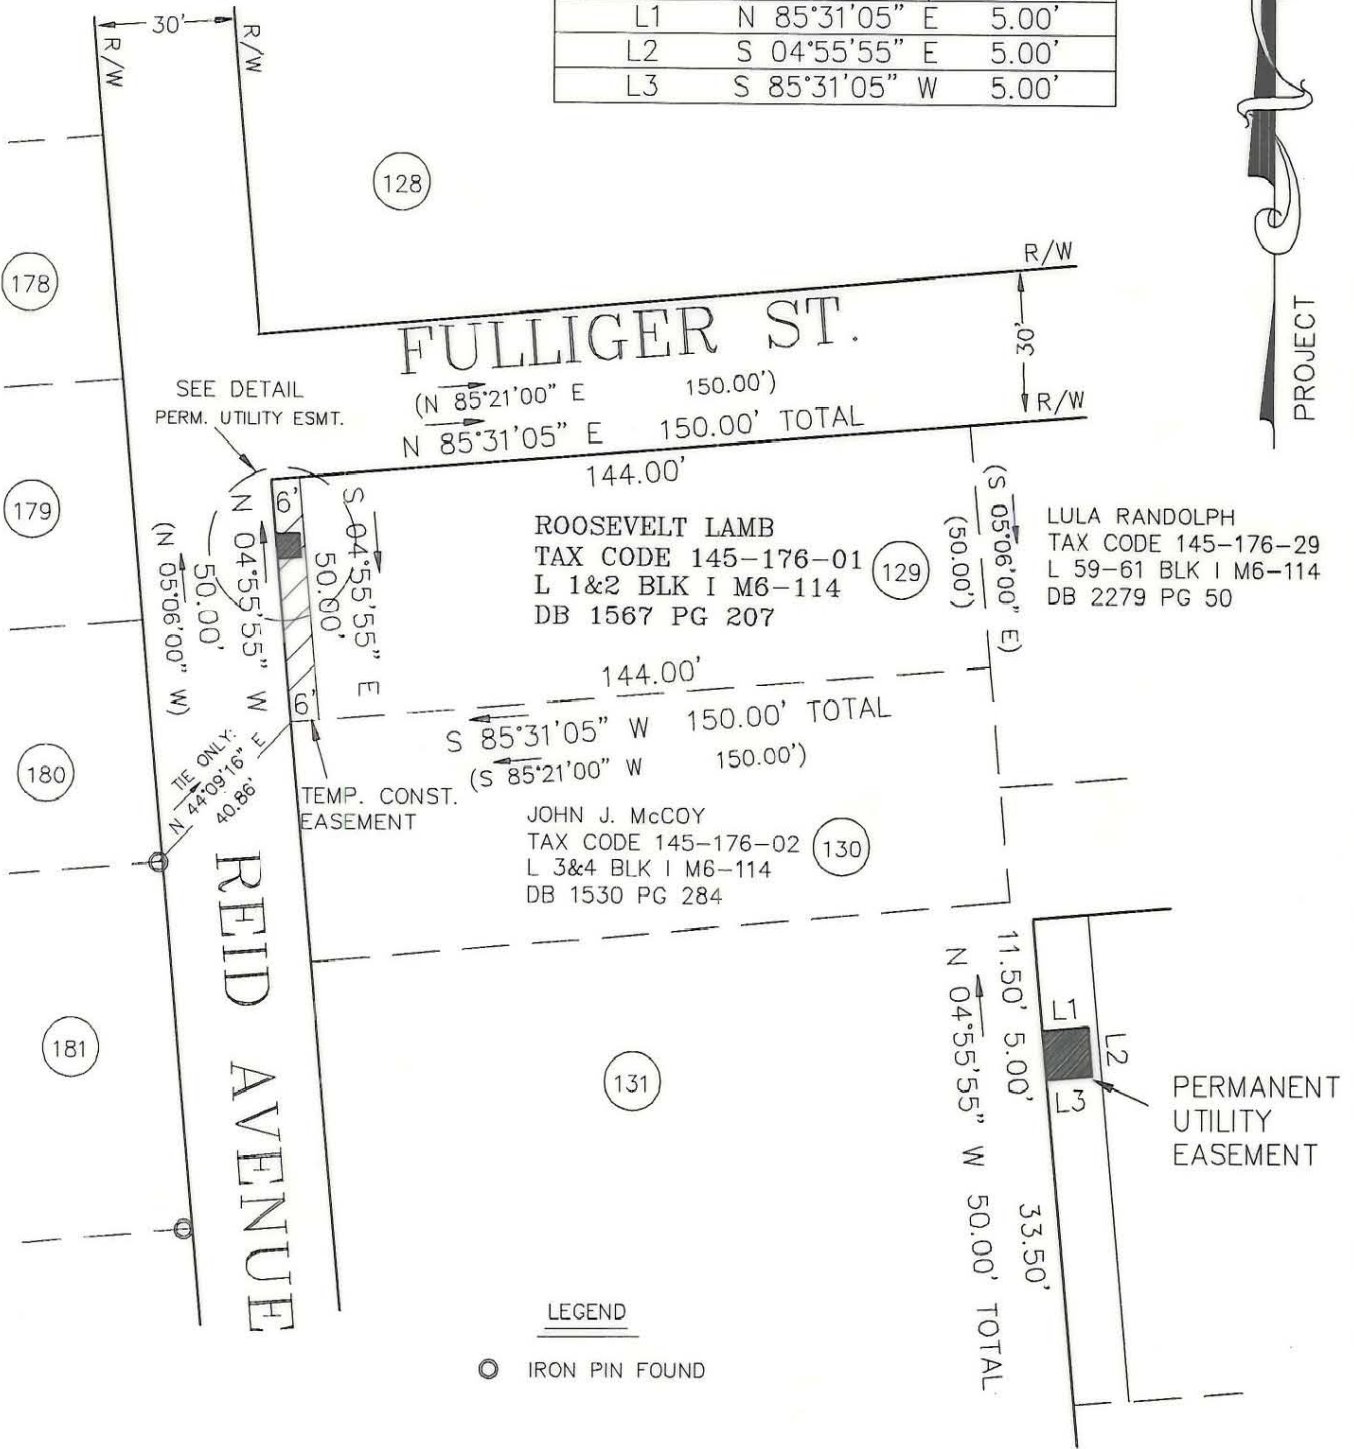 L1 N 85°31'05" E 5.00'
L2 S 04°55'55" E 5.00'
L3 S 85°31'05" W 5.00'
30'
R/W
R/W
128
178
R/W
FULLIGER ST.
30'
PROJECT
SEE DETAIL
PERM. UTILITY ESMT.
(N 85°21'00" E 150.00')
N 85°31'05" E 150.00' TOTAL
R/W
144.00'
179
6'
(N 05°06'00" W)
50.00'
N 04°55'55" W
S 04°55'55" E
50.00'
ROOSEVELT LAMB
TAX CODE 145-176-01
L 1&2 BLK I M6-114
DB 1567 PG 207
129
(S 05°06'00" E)
(50.00')
LULA RANDOLPH
TAX CODE 145-176-29
L 59-61 BLK I M6-114
DB 2279 PG 50
144.00'
6'
S 85°31'05" W 150.00' TOTAL
(S 85°21'00" W 150.00')
180
TIE ONLY:
N 44°09'16" E
40.86'
TEMP. CONST.
EASEMENT
JOHN J. McCOY
TAX CODE 145-176-02
L 3&4 BLK I M6-114
DB 1530 PG 284
130
REID AVENUE
181
131
11.50' 5.00' 33.50'
N 04°55'55" W 50.00' TOTAL
L1
L2
L3
PERMANENT
UTILITY
EASEMENT
LEGEND
IRON PIN FOUND